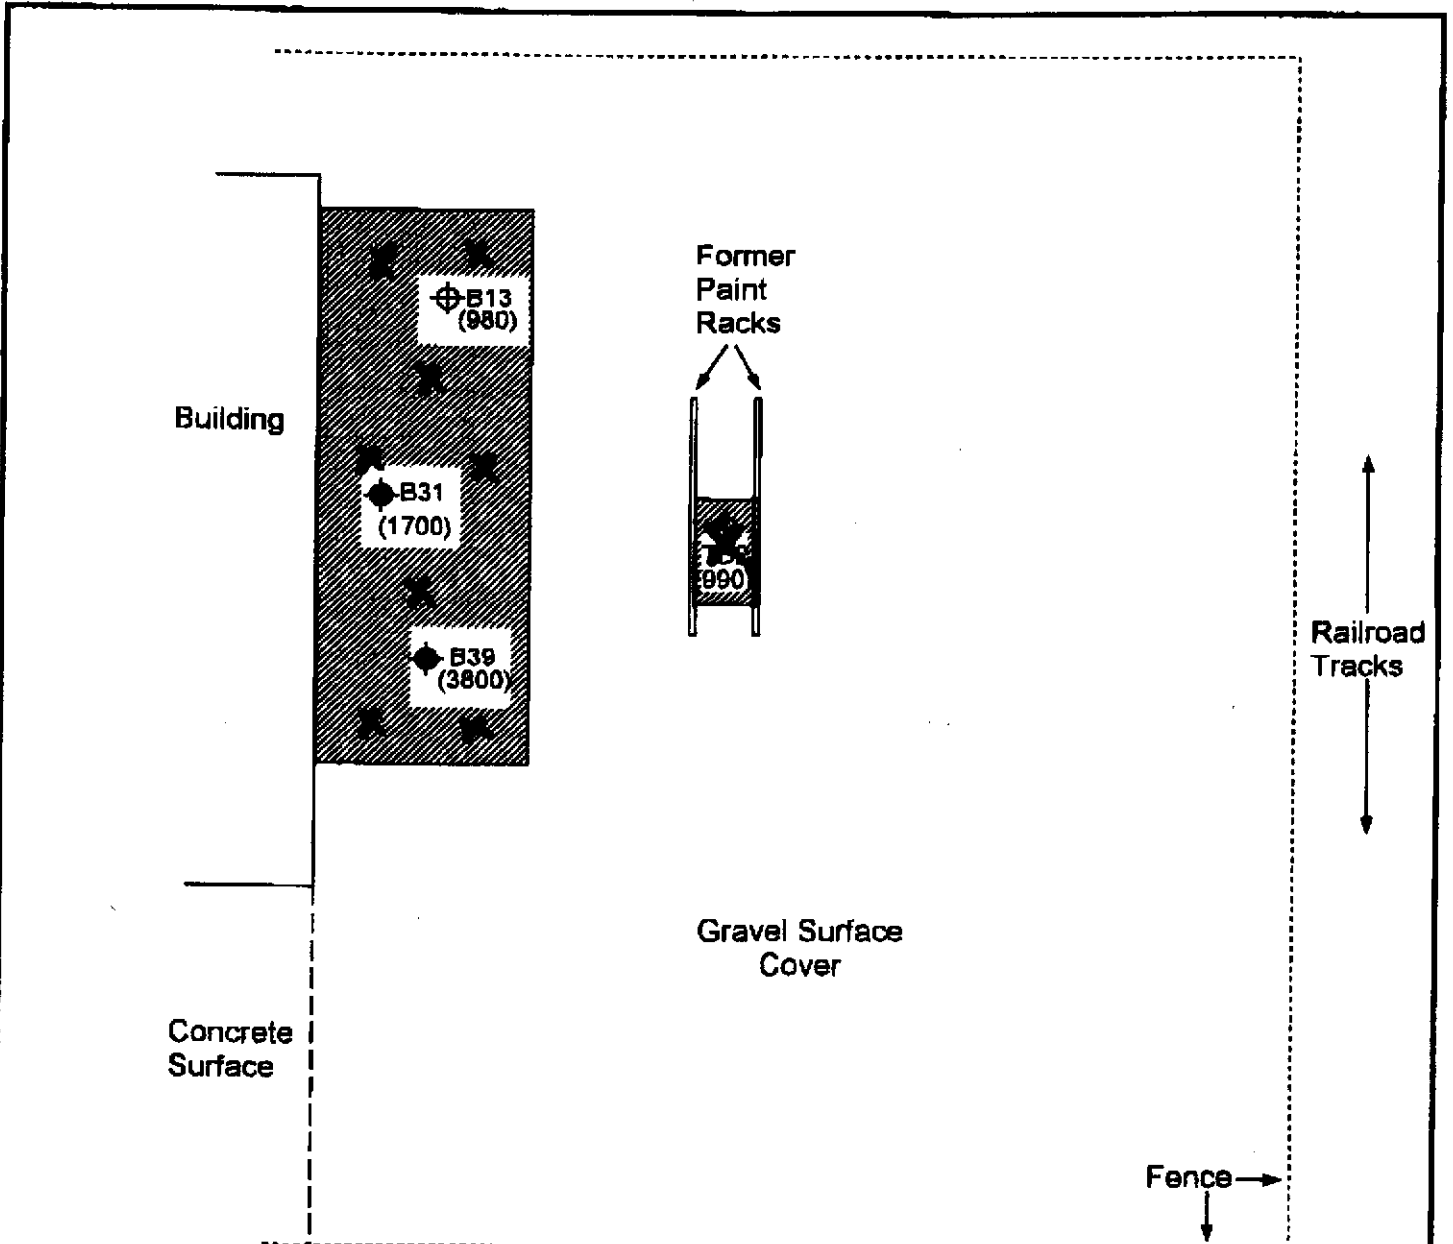 Former
Paint
Racks
B13
(980)
Building
B31
(1700)
990)
B39
(3800)
Railroad
Tracks
Gravel Surface
Cover
Concrete
Surface
Fence